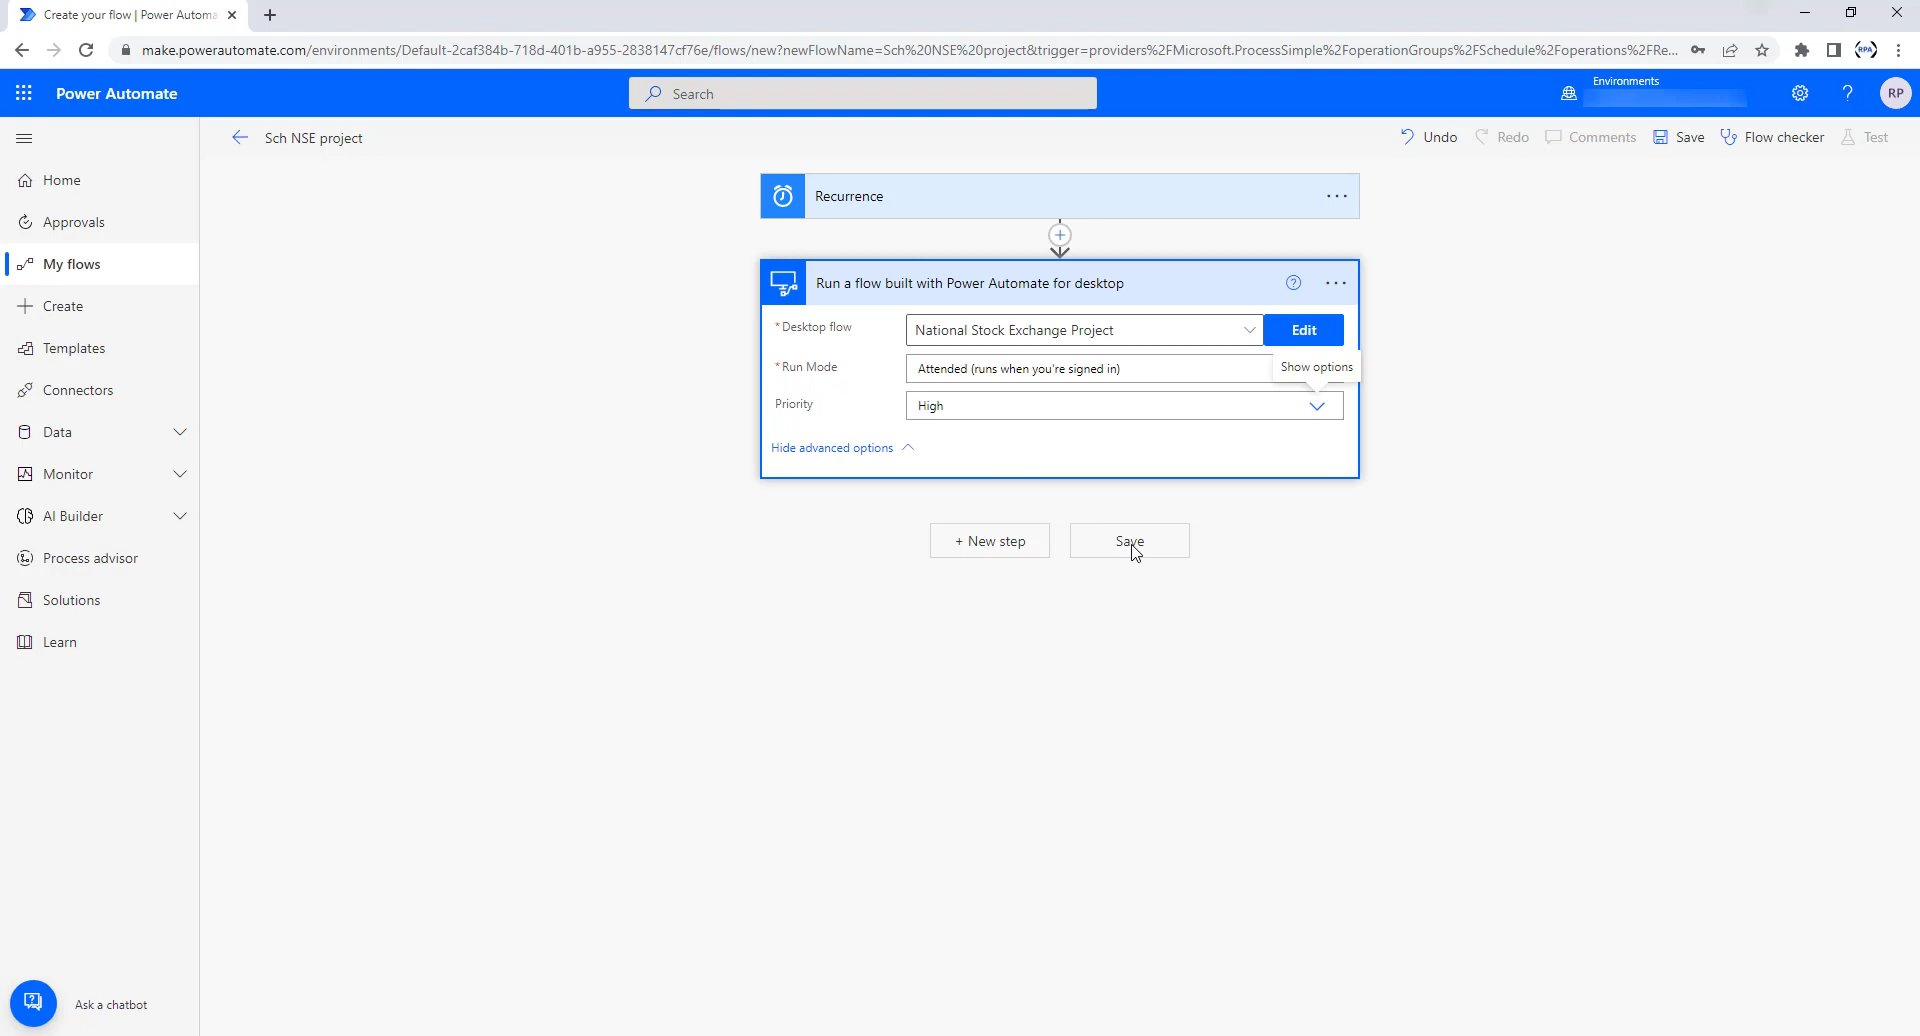 Create your flow | Power Automa
make.powerautomate.com/environments/Default-2caf384b-718d-401b-a955-2838147cf76e/flows/new?newFlowName=Sch%20NSE%20project&trigger=providers%2FMicrosoft.ProcessSimple%2FoperationGroups%2FSchedule%2Foperations%2FRe...
RPA
Power Automate
Search
Environments
RP
Sch NSE project
Undo
Redo
Comments
Save
Flow checker
Test
Home
Approvals
My flows
Create
Templates
Connectors
Data
Monitor
AI Builder
Process advisor
Solutions
Learn
Ask a chatbot
Recurrence
Run a flow built with Power Automate for desktop
* Desktop flow
National Stock Exchange Project
Edit
* Run Mode
Attended (runs when you're signed in)
Show options
Priority
High
Hide advanced options
+ New step
Save